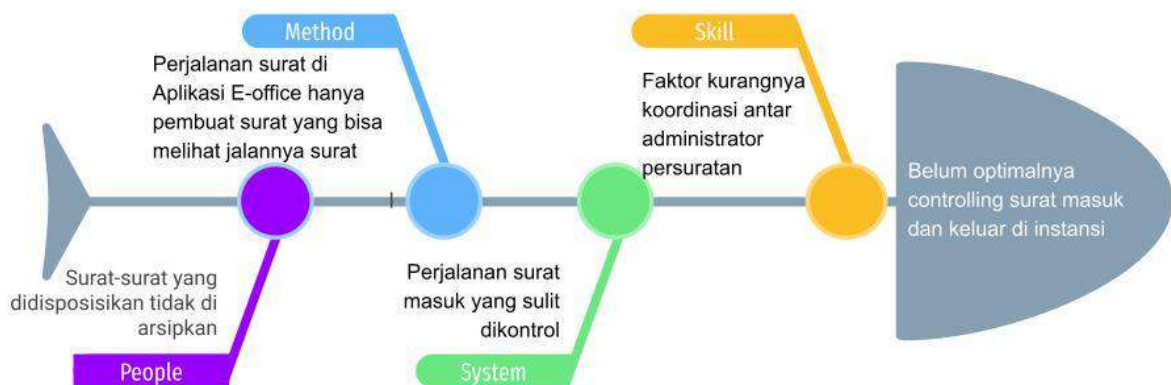 Method
Perjalanan surat di
Aplikasi E-office hanya
pembuat surat yang bisa
melihat jalannya surat
Skill
Faktor kurangnya
koordinasi antar
administrator
persuratan
Belum optimalnya
controlling surat masuk
dan keluar di instansi
Surat-surat yang
didisposisikan tidak di
arsipkan
People
Perjalanan surat
masuk yang sulit
dikontrol
System